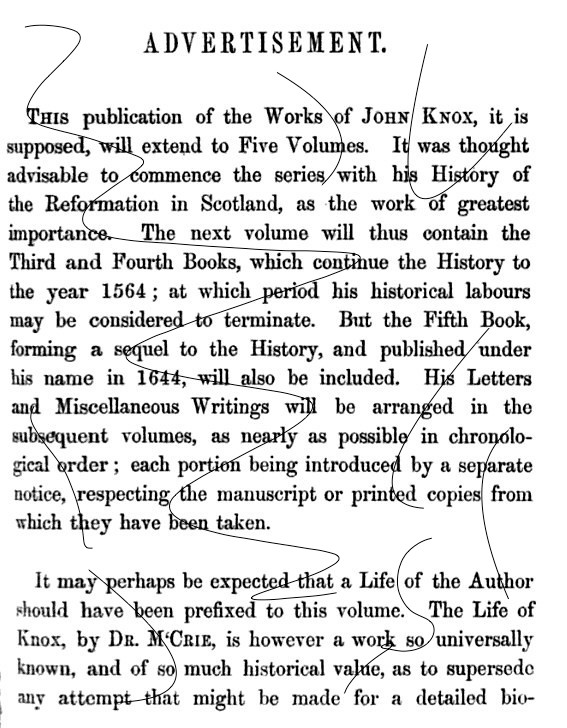 ADVERTISEMENT.
This publication of the Works of John Knox, it is
supposed, will extend to Five Volumes. It was thought
advisable to commence the series with his History of
the Reformation in Scotland, as the work of greatest
importance. The next volume will thus contain the
Third and Fourth Books, which continue the History to
the year 1564 ; at which period his historical labours
may be considered to terminate. But the Fifth Book,
forming a sequel to the History, and published under
his name in 1644, will also be included. His Letters
and Miscellaneous Writings will be arranged in the
subsequent volumes, as nearly as possible in chronolo-
gical order ; each portion being introduced by a separate
notice, respecting the manuscript or printed copies from
which they have been taken.
It may perhaps be expected that a Life of the Author
should have been prefixed to this volume. The Life of
Knox, by Dr. M‘Crie, is however a work so universally
known, and of so much historical value, as to supersede
any attempt that might be made for a detailed bio-